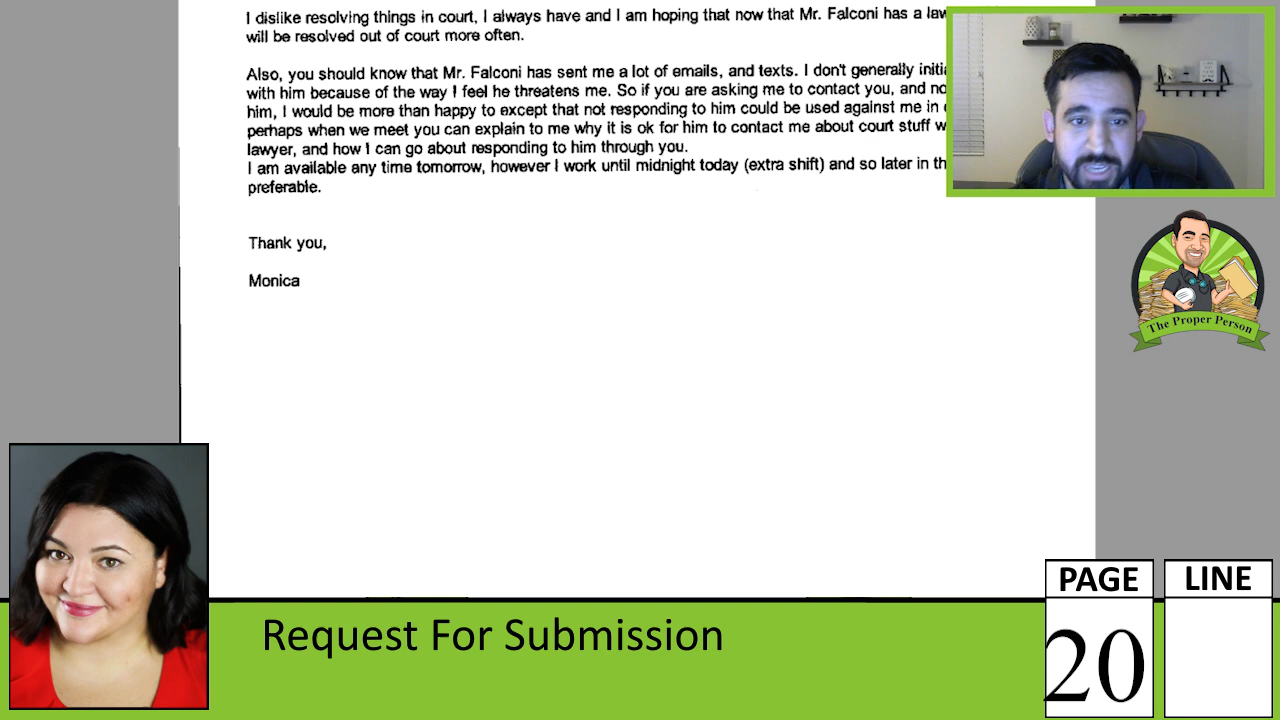 I dislike resolving things in court, I always have and I am hoping that now that Mr. Falconi has a
will be resolved out of court more often.
Also, you should know that Mr. Falconi has sent me a lot of emails, and texts. I don't generally
with him because of the way I feel he threatens me. So if you are asking me to contact you, and
him, I would be more than happy to except that not responding to him could be used against me in
perhaps when we meet you can explain to me why it is ok for him to contact me about court stuff
lawyer, and how I can go about responding to him through you.
I am available any time tomorrow, however I work until midnight today (extra shift) and so later in
preferable.
Thank you,
Monica
The Proper Person
Request For Submission
PAGE
20
LINE